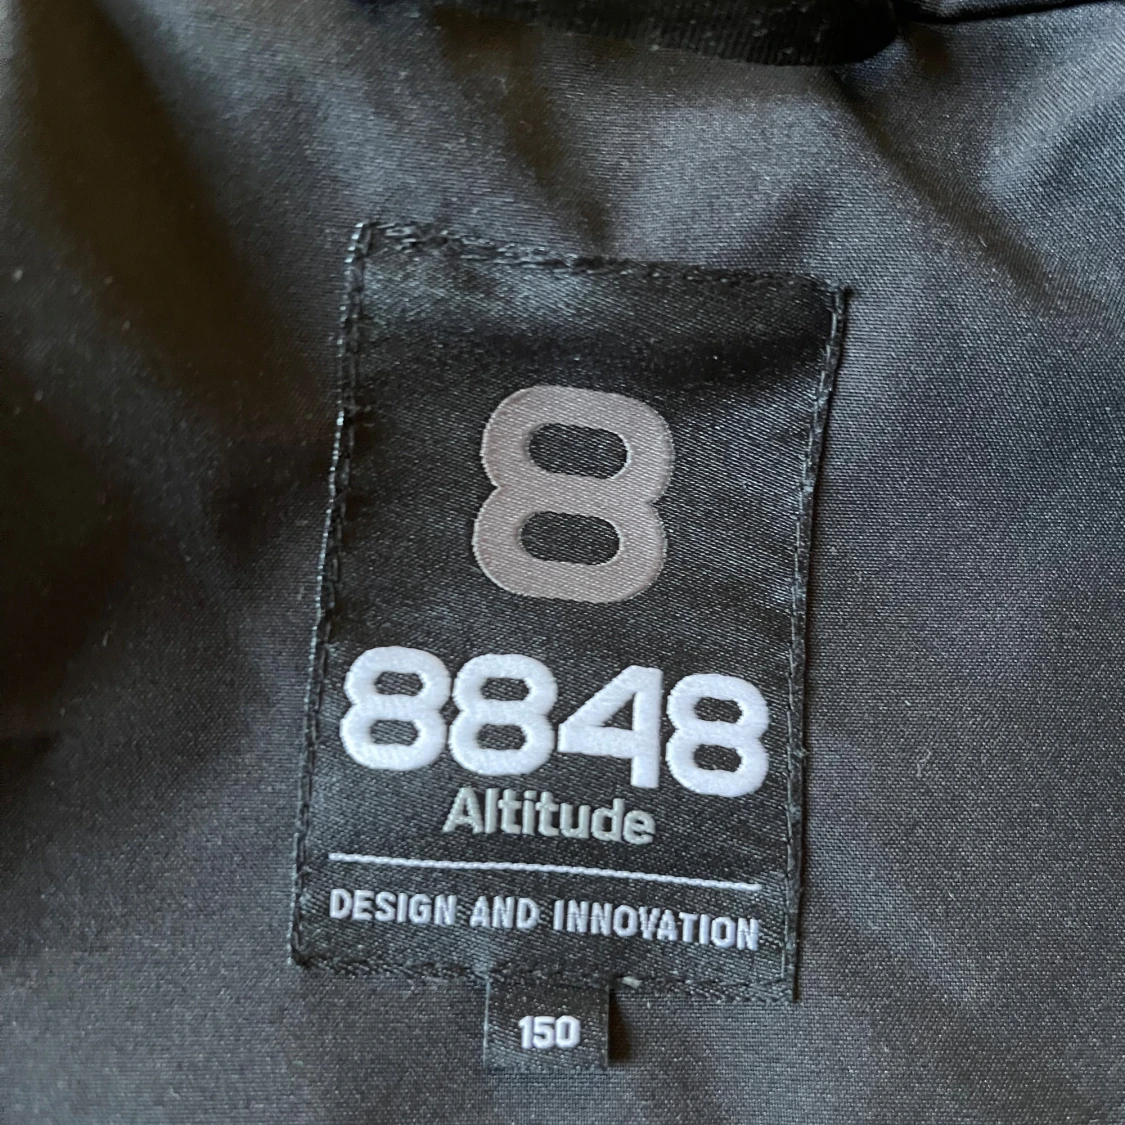 8
8848
Altitude
DESIGN AND INNOVATION
150